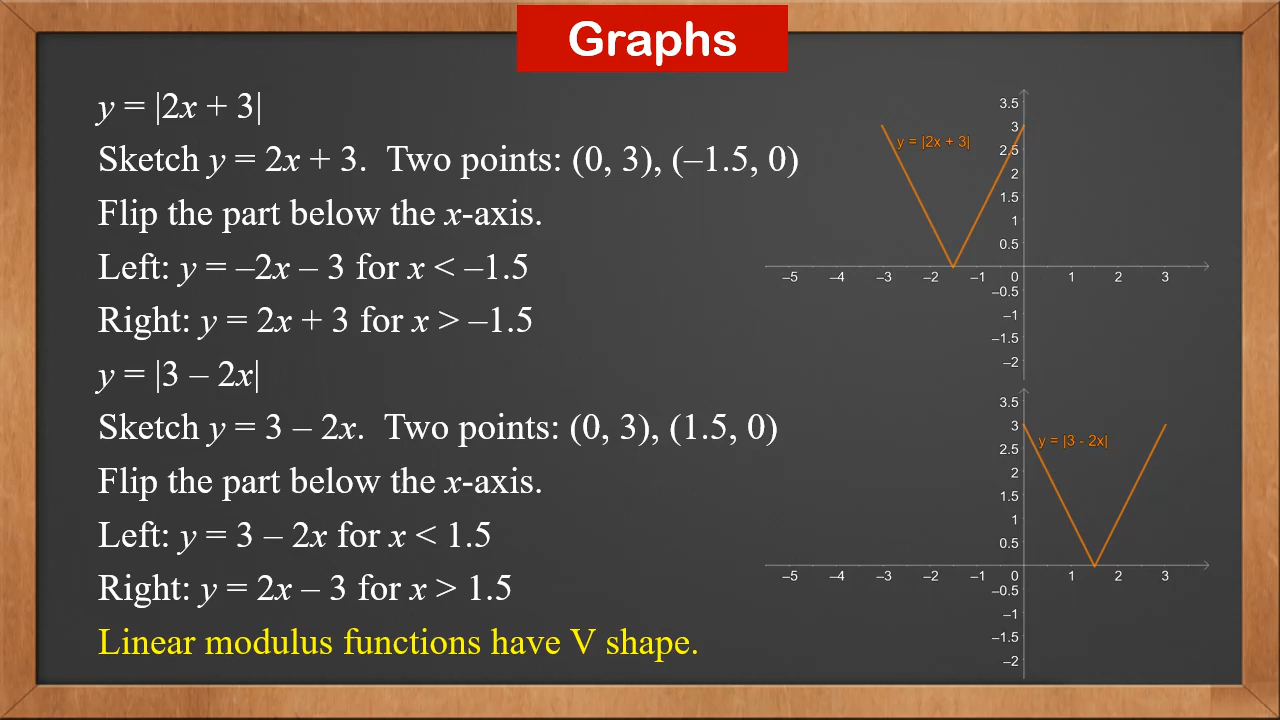 Graphs
y = |2x + 3|
Sketch y = 2x + 3.  Two points: (0, 3), (–1.5, 0)
Flip the part below the x-axis.
Left: y = –2x – 3 for x < –1.5
Right: y = 2x + 3 for x > –1.5
y = |3 – 2x|
Sketch y = 3 – 2x.  Two points: (0, 3), (1.5, 0)
Flip the part below the x-axis.
Left: y = 3 – 2x for x < 1.5
Right: y = 2x – 3 for x > 1.5
Linear modulus functions have V shape.
3.5
3
y = |2x + 3|
2.5
2
1.5
1
0.5
–5 –4 –3 –2 –1 0 1 2 3
–0.5
–1
–1.5
–2
3.5
3
y = |3 - 2x|
2.5
2
1.5
1
0.5
–5 –4 –3 –2 –1 0 1 2 3
–0.5
–1
–1.5
–2